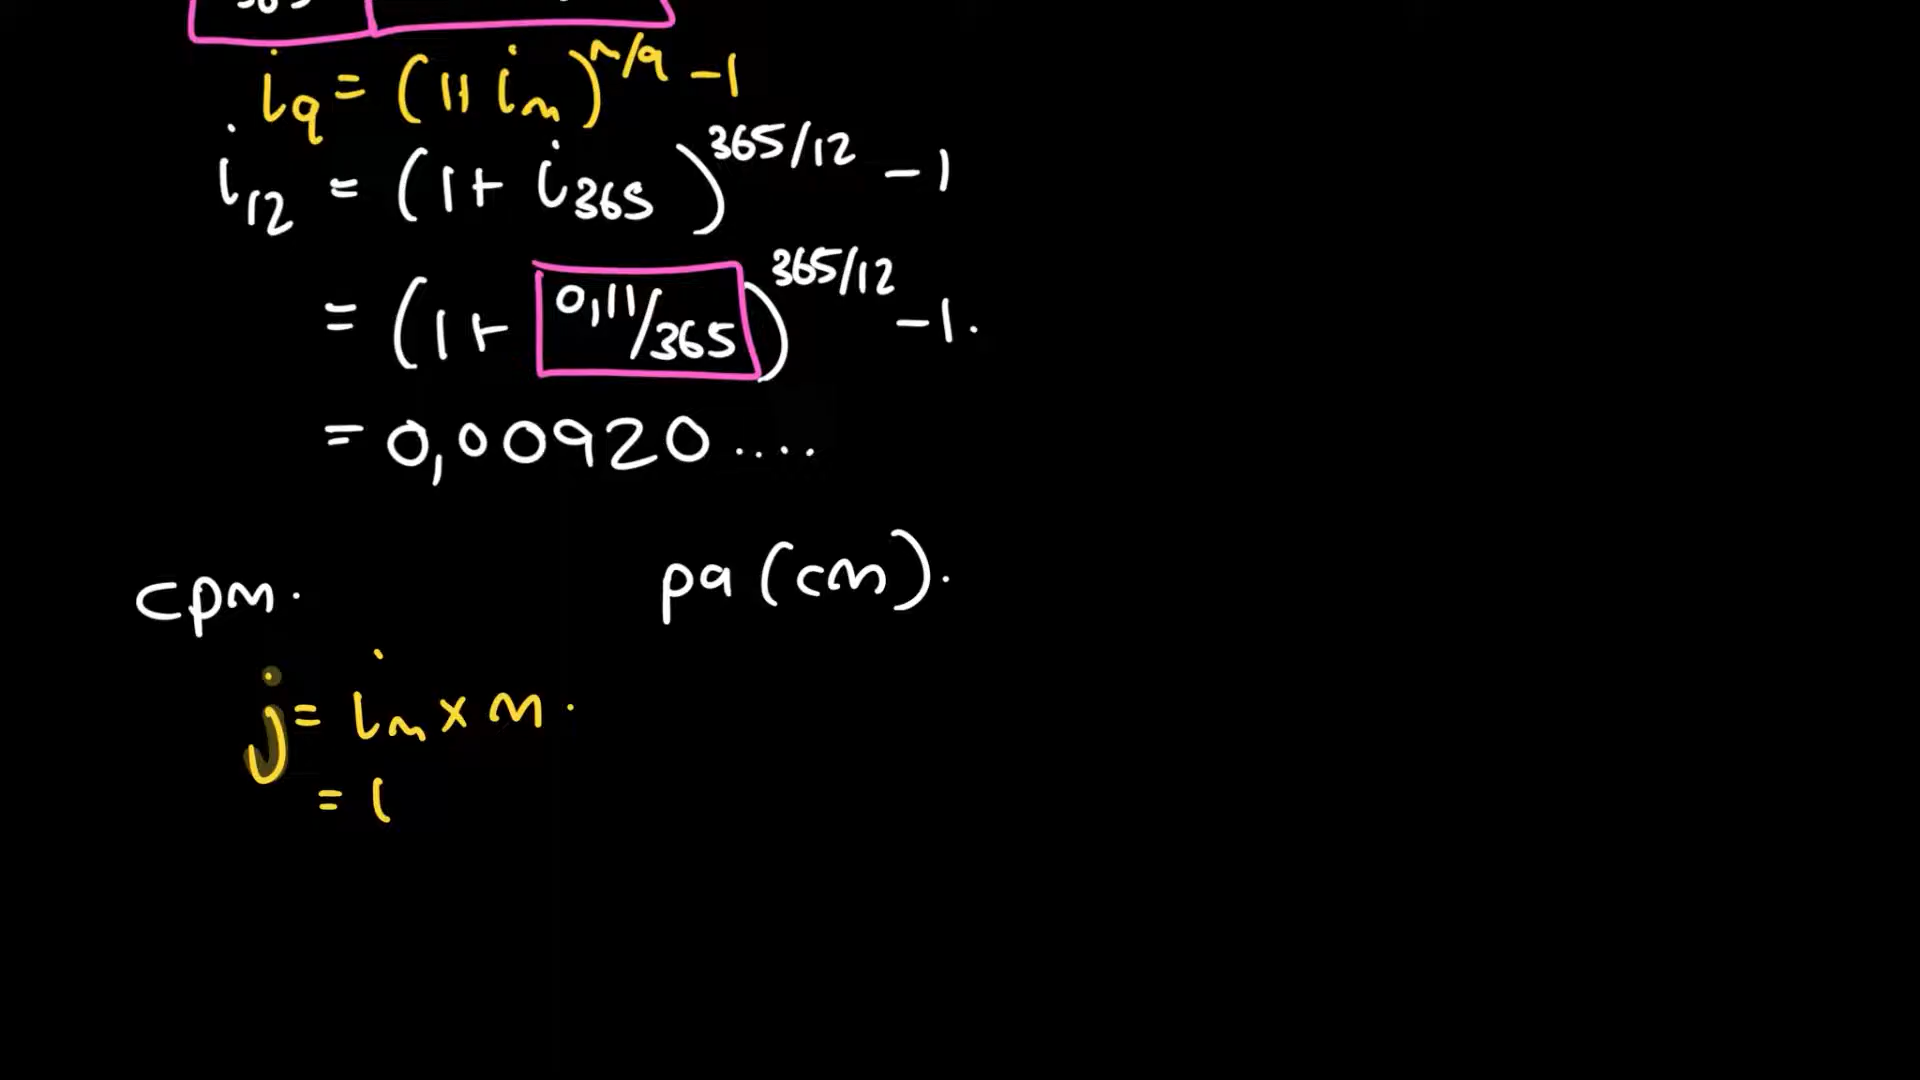 365
iq = (1+ im)^m/q -1
i12 = (1+ i365)^365/12 -1
= (1+ 0,11/365)^365/12 -1.
= 0,00920....
cpm. pa (cm).
j = im x m.
= i